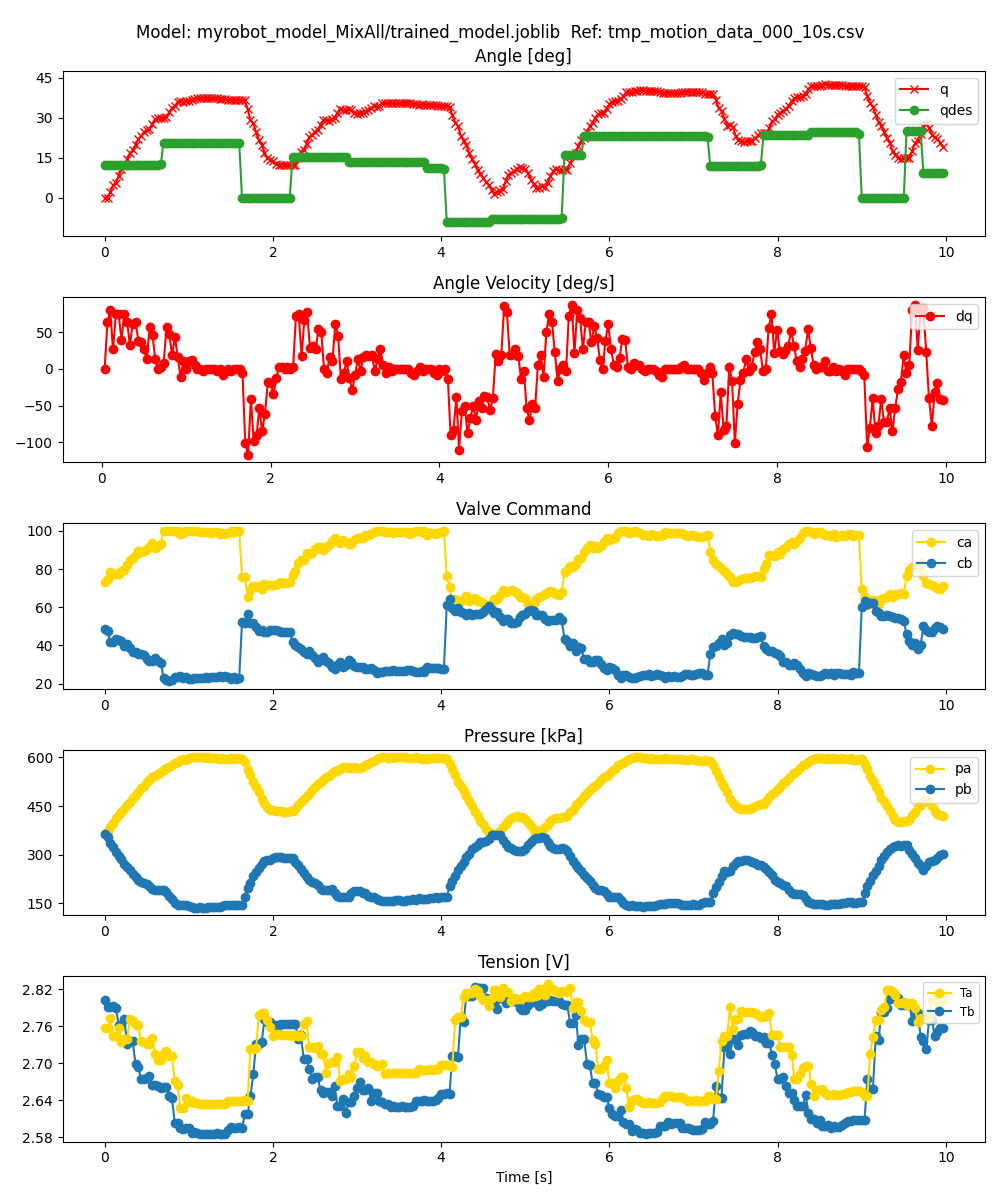 Model: myrobot_model_MixAll/trained_model.joblib  Ref: tmp_motion_data_000_10s.csv
Angle [deg]
45
30
15
0
q
qdes
0 2 4 6 8 10
Angle Velocity [deg/s]
50
0
−50
−100
dq
0 2 4 6 8 10
Valve Command
100
80
60
40
20
ca
cb
0 2 4 6 8 10
Pressure [kPa]
600
450
300
150
pa
pb
0 2 4 6 8 10
Tension [V]
2.82
2.76
2.70
2.64
2.58
Ta
Tb
0 2 4 6 8 10
Time [s]